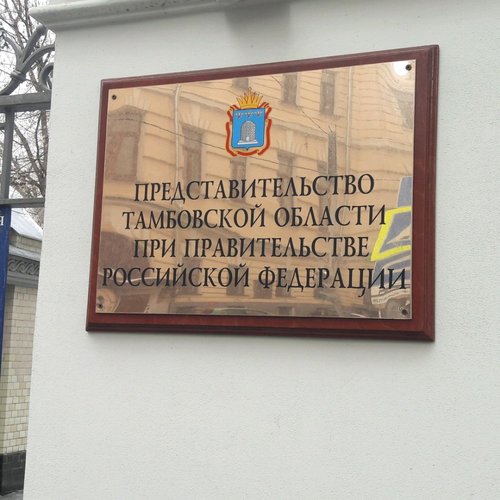 ПРЕДСТАВИТЕЛЬСТВО
ТАМБОВСКОЙ ОБЛАСТИ
ПРИ ПРАВИТЕЛЬСТВЕ
РОССИЙСКОЙ ФЕДЕРАЦИИ